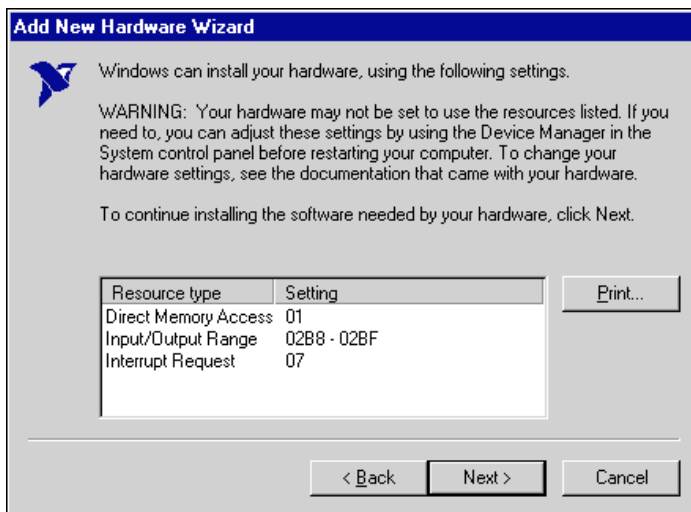 Add New Hardware Wizard
Windows can install your hardware, using the following settings.
WARNING: Your hardware may not be set to use the resources listed. If you
need to, you can adjust these settings by using the Device Manager in the
System control panel before restarting your computer. To change your
hardware settings, see the documentation that came with your hardware.
To continue installing the software needed by your hardware, click Next.
Resource type Setting
Direct Memory Access 01
Input/Output Range 02B8 - 02BF
Interrupt Request 07
Print...
< Back Next > Cancel